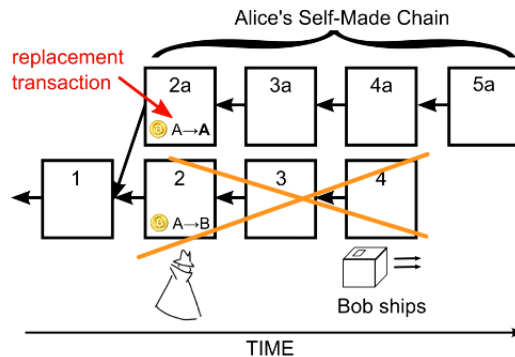 Alice's Self-Made Chain
replacement
transaction
2a
3a
4a
5a
A→A
1
2
3
4
A→B
Bob ships
TIME